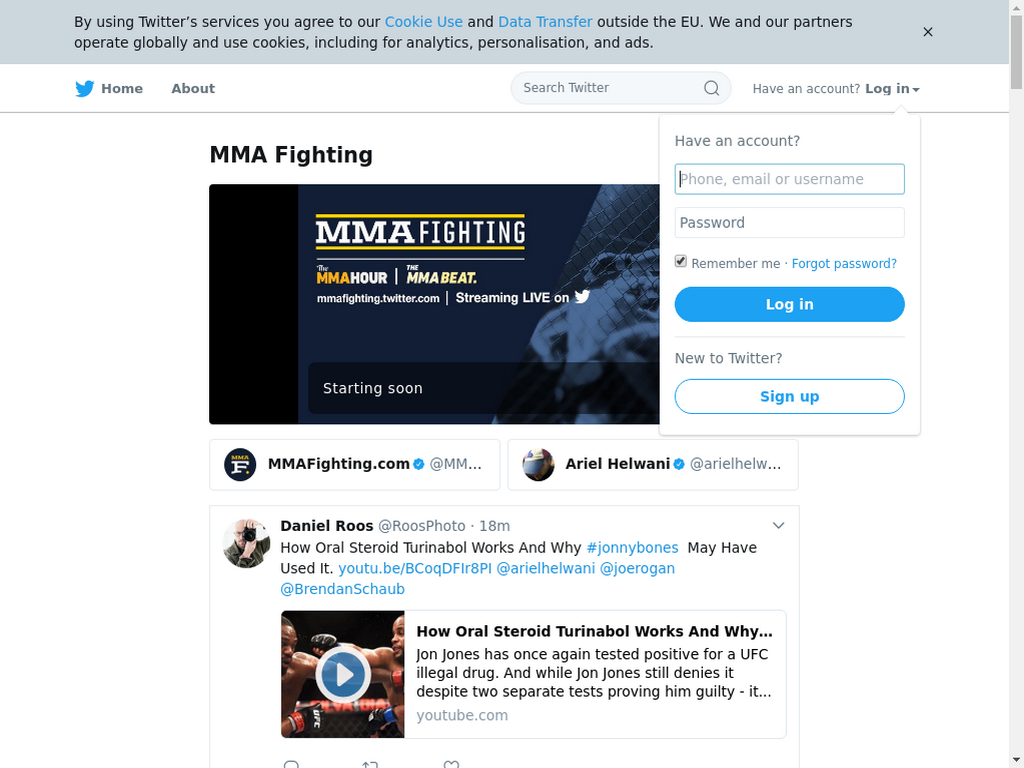 By using Twitter’s services you agree to our Cookie Use and Data Transfer outside the EU. We and our partners
operate globally and use cookies, including for analytics, personalisation, and ads.
Home
About
Search Twitter
Have an account? Log in
Have an account?
Phone, email or username
Password
Remember me · Forgot password?
Log in
New to Twitter?
Sign up
MMA Fighting
MMA FIGHTING
The MMA HOUR | THE MMA BEAT.
mmafighting.twitter.com | Streaming LIVE on
Starting soon
MMA F.
MMAFighting.com @MM...
Ariel Helwani @arielhelw...
Daniel Roos @RoosPhoto · 18m
How Oral Steroid Turinabol Works And Why #jonnybones May Have
Used It. youtu.be/BCoqDFIr8PI @arielhelwani @joerogan
@BrendanSchaub
How Oral Steroid Turinabol Works And Why...
Jon Jones has once again tested positive for a UFC
illegal drug. And while Jon Jones still denies it
despite two separate tests proving him guilty - it...
youtube.com
UFC